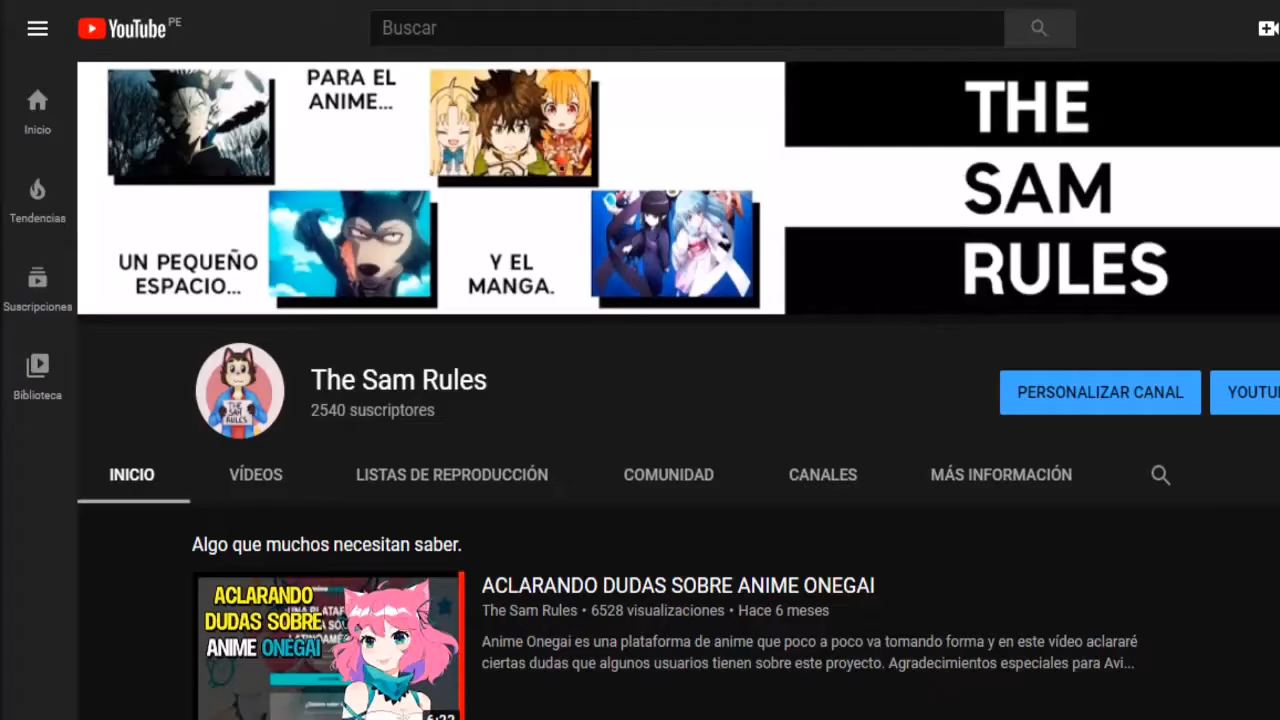 YouTube PE
Buscar
Inicio
Tendencias
Suscripciones
Biblioteca
PARA EL
ANIME...
UN PEQUEÑO
ESPACIO...
Y EL
MANGA.
THE
SAM
RULES
THE
SAM
RULES
The Sam Rules
2540 suscriptores
PERSONALIZAR CANAL
INICIO
VÍDEOS
LISTAS DE REPRODUCCIÓN
COMUNIDAD
CANALES
MÁS INFORMACIÓN
Algo que muchos necesitan saber.
ACLARANDO
DUDAS SOBRE
ANIME ONEGAI
ACLARANDO DUDAS SOBRE ANIME ONEGAI
The Sam Rules • 6528 visualizaciones • Hace 6 meses
Anime Onegai es una plataforma de anime que poco a poco va tomando forma y en este vídeo aclararé
ciertas dudas que algunos usuarios tienen sobre este proyecto. Agradecimientos especiales para Avi...